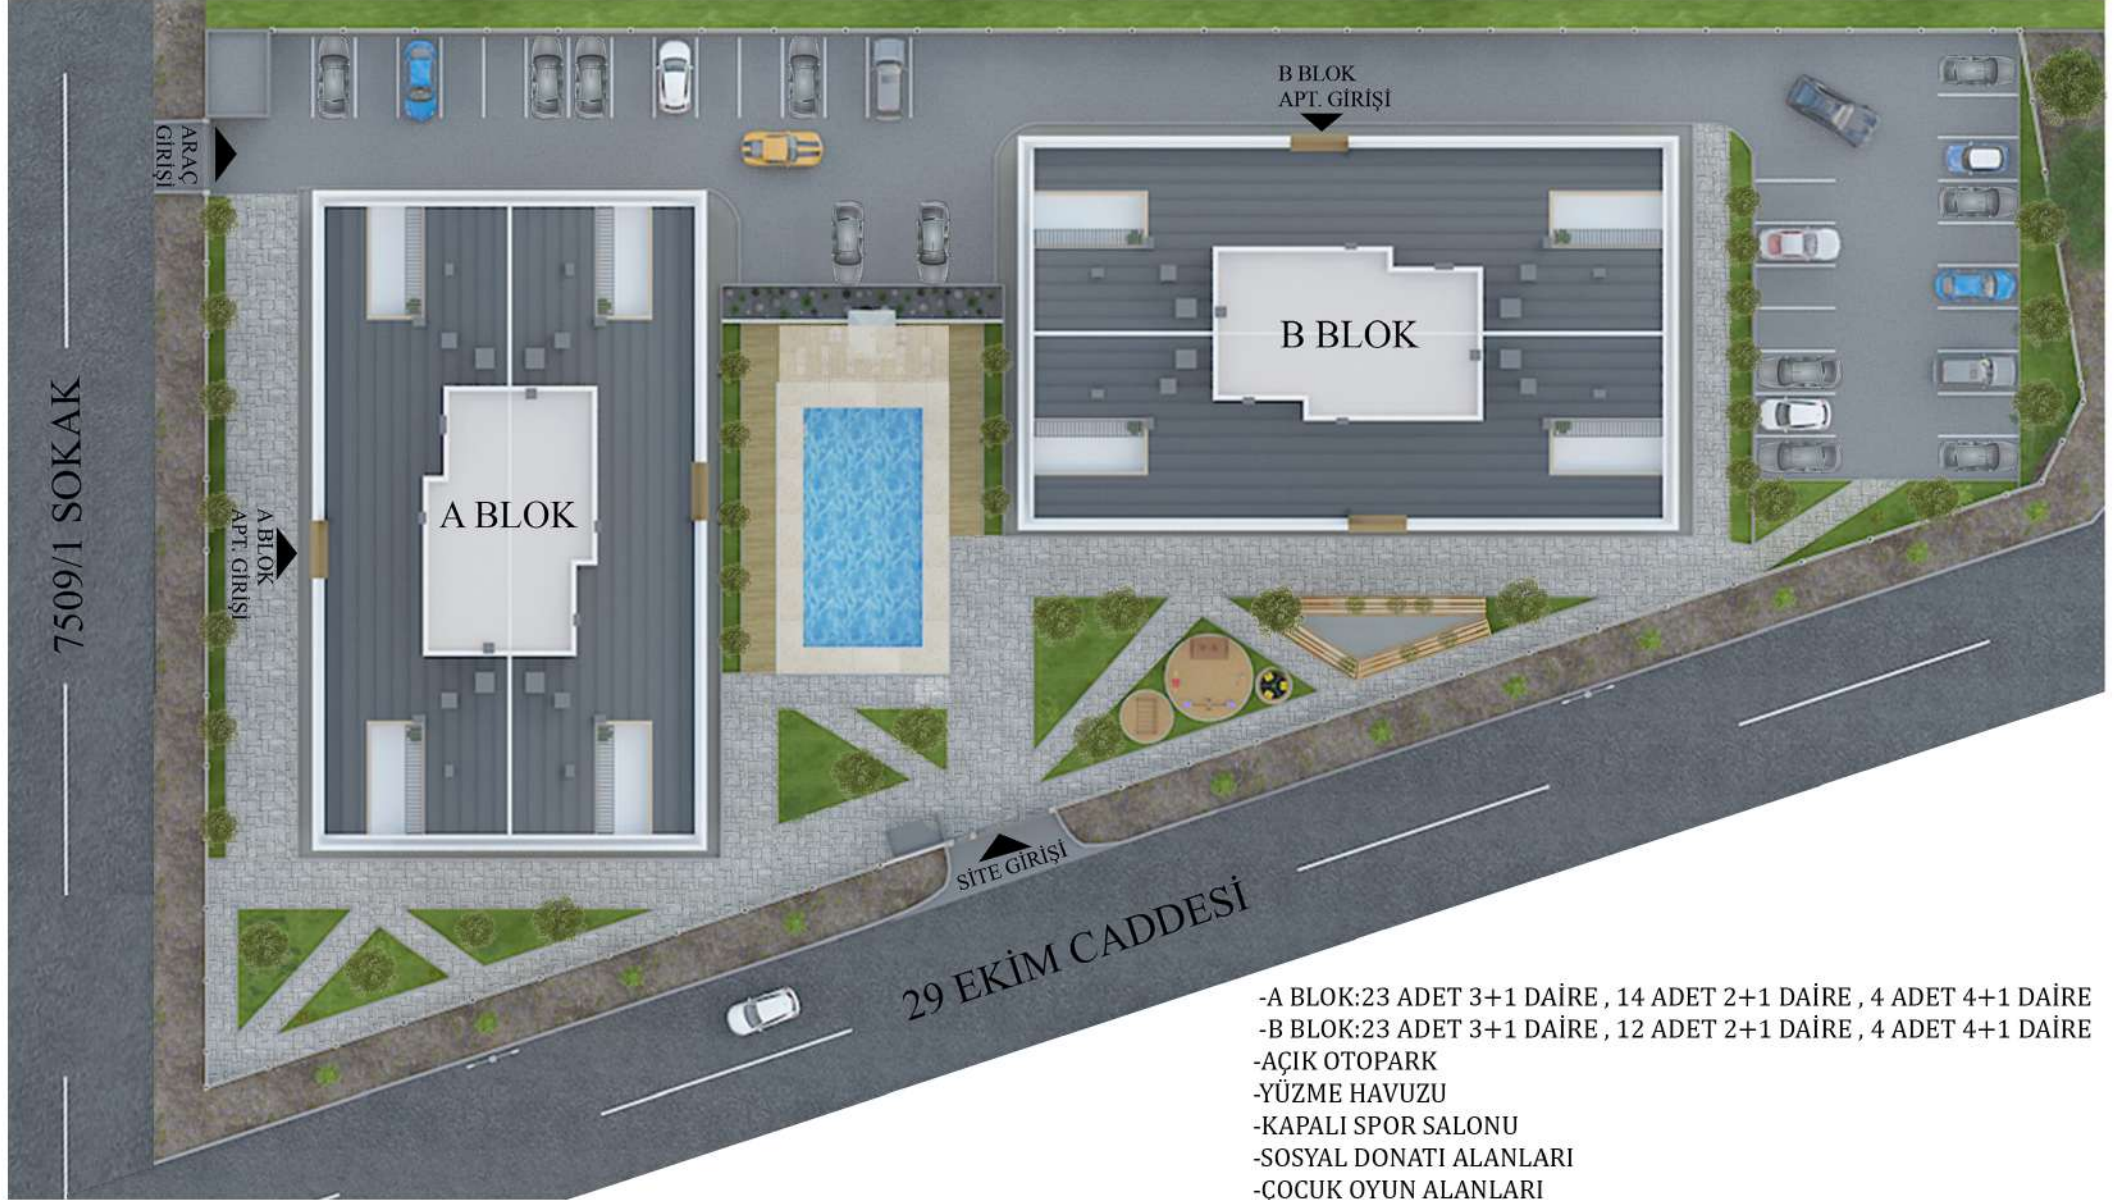 B BLOK
APT. GİRİŞİ
ARAÇ
GİRİŞİ
B BLOK
7509/1 SOKAK
A BLOK
A BLOK
APT. GİRİŞİ
SİTE GİRİŞİ
29 EKİM CADDESİ
-A BLOK:23 ADET 3+1 DAİRE , 14 ADET 2+1 DAİRE , 4 ADET 4+1 DAİRE
-B BLOK:23 ADET 3+1 DAİRE , 12 ADET 2+1 DAİRE , 4 ADET 4+1 DAİRE
-AÇIK OTOPARK
-YÜZME HAVUZU
-KAPALI SPOR SALONU
-SOSYAL DONATI ALANLARI
-ÇOCUK OYUN ALANLARI